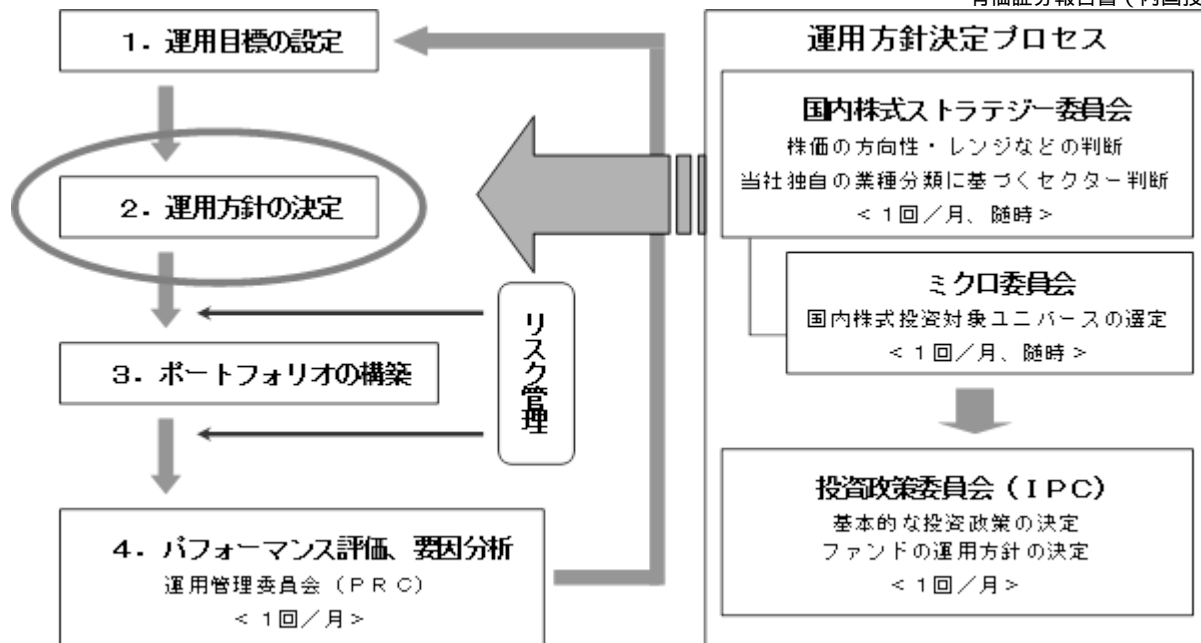 有価証券報告書（内国投
１．運用目標の設定
２．運用方針の決定
３．ポートフォリオの構築
４．パフォーマンス評価、要因分析
運用管理委員会（ＰＲＣ）
＜１回／月＞
リスク管理
運用方針決定プロセス
国内株式ストラテジー委員会
株価の方向性・レンジなどの判断
当社独自の業種分類に基づくセクター判断
＜１回／月、随時＞
ミクロ委員会
国内株式投資対象ユニバースの選定
＜１回／月、随時＞
投資政策委員会（ＩＰＣ）
基本的な投資政策の決定
ファンドの運用方針の決定
＜１回／月＞